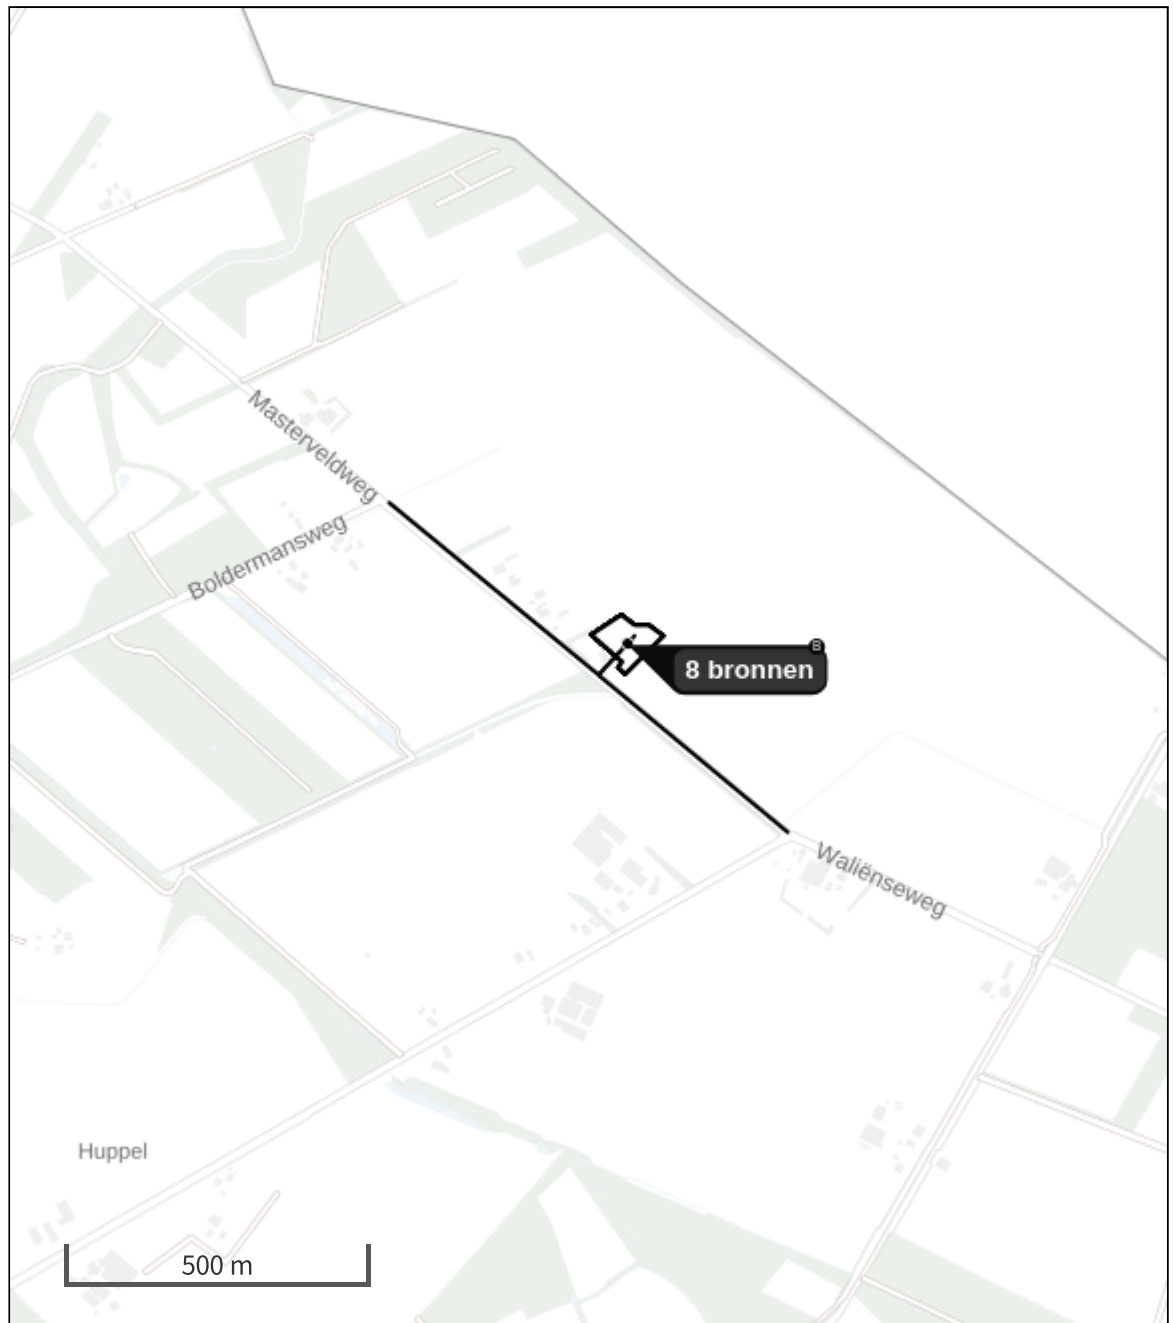 Masterveldweg
Boldermansweg
B
8 bronnen
Waliënseweg
Huppel
500 m